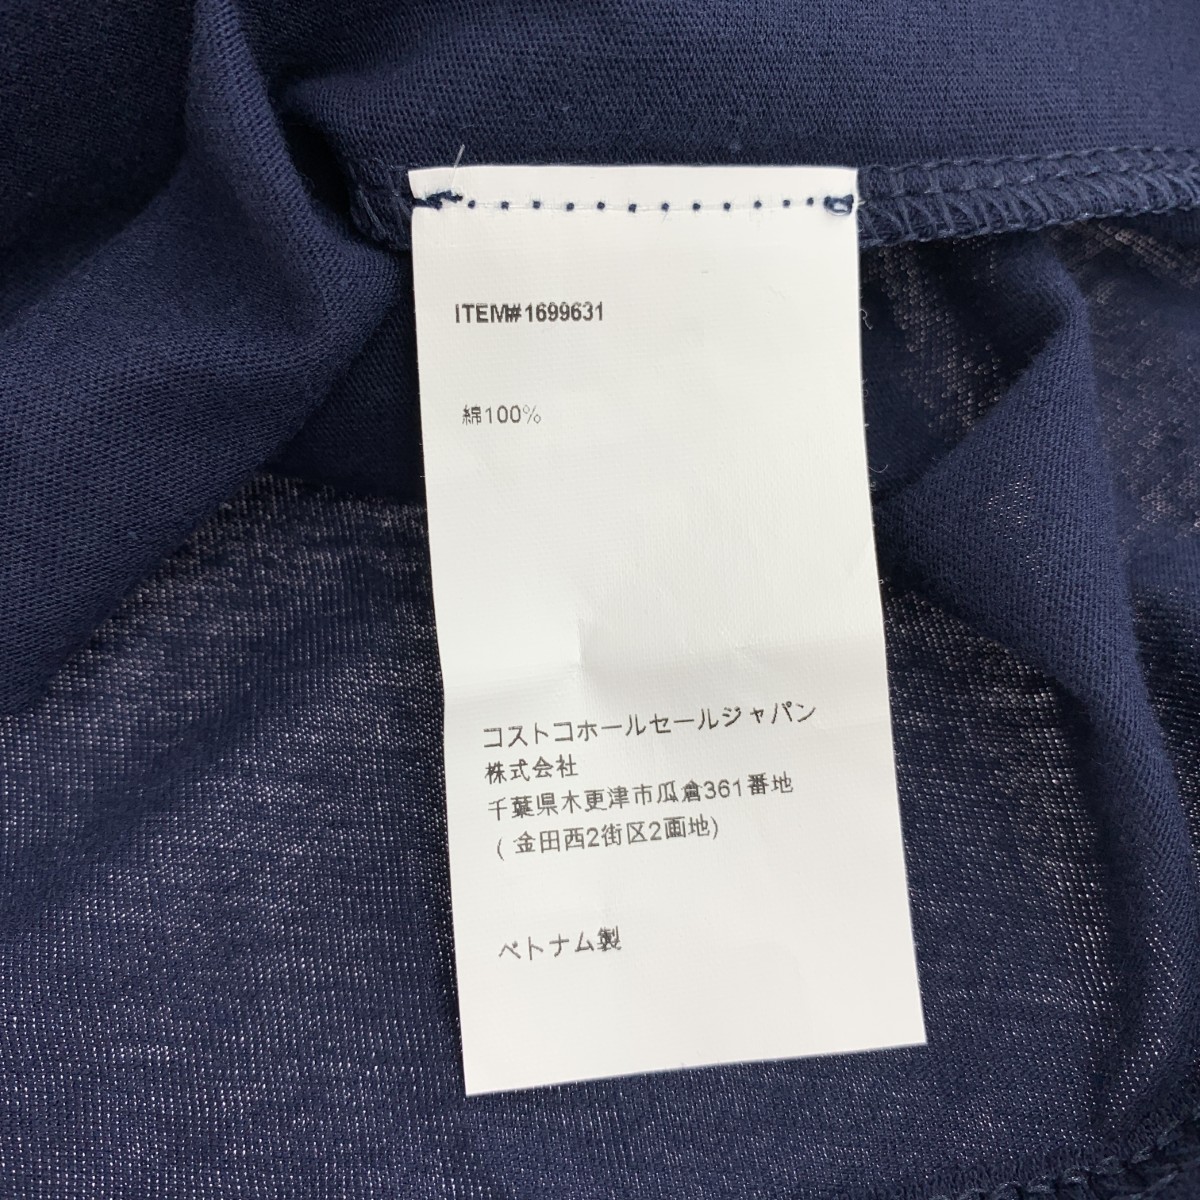 ITEM#1699631
綿100%
コストコホールセールジャパン
株式会社
千葉県木更津市瓜倉361番地
( 金田西2街区2画地)
ベトナム製